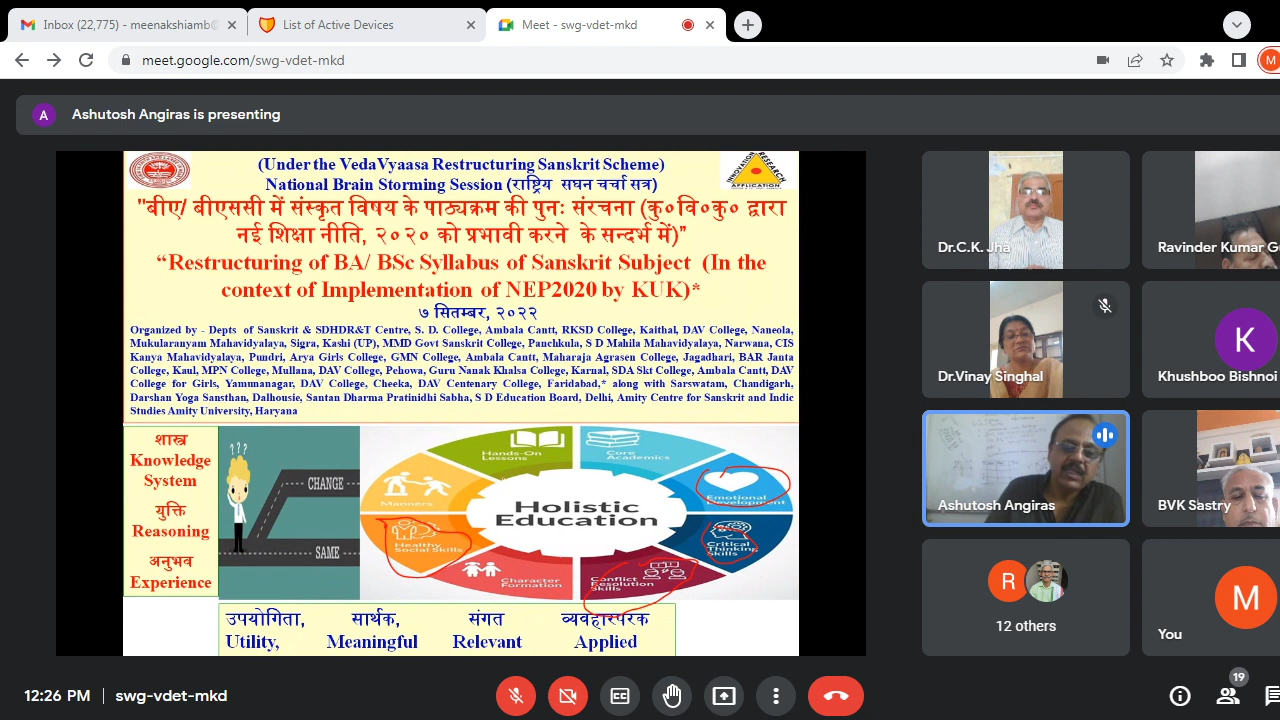 Inbox (22,775) - meenakshiamb@
List of Active Devices
Meet - swg-vdet-mkd
meet.google.com/swg-vdet-mkd
M
A
Ashutosh Angiras is presenting
(Under the VedaVyaasa Restructuring Sanskrit Scheme)
National Brain Storming Session (राष्ट्रिय सघन चर्चा सत्र)
INNOVATION RESEARCH
APPLICATION
"बीए/ बीएससी में संस्कृत विषय के पाठ्यक्रम की पुनः संरचना (कु०वि०कु० द्वारा
नई शिक्षा नीति, २०२० को प्रभावी करने के सन्दर्भ में)”
“Restructuring of BA/ BSc Syllabus of Sanskrit Subject (In the
context of Implementation of NEP2020 by KUK)*
७ सितम्बर, २०२२
Organized by - Depts of Sanskrit & SDHDR&T Centre, S. D. College, Ambala Cantt, RKSD College, Kaithal, DAV College, Naneola,
Mukularanyam Mahavidyalaya, Sigra, Kashi (UP), MMD Govt Sanskrit College, Panchkula, S D Mahila Mahavidyalaya, Narwana, CIS
Kanya Mahavidyalaya, Pundri, Arya Girls College, GMN College, Ambala Cantt, Maharaja Agrasen College, Jagadhari, BAR Janta
College, Kaul, MPN College, Mullana, DAV College, Pehowa, Guru Nanak Khalsa College, Karnal, SDA Skt College, Ambala Cantt, DAV
College for Girls, Yamunanagar, DAV College, Cheeka, DAV Centenary College, Faridabad,* along with Sarswatam, Chandigarh,
Darshan Yoga Sansthan, Dalhousie, Santan Dharma Pratinidhi Sabha, S D Education Board, Delhi, Amity Centre for Sanskrit and Indic
Studies Amity University, Haryana
शास्त्र
Knowledge
System
युक्ति
Reasoning
अनुभव
Experience
? ? ?
CHANGE
SAME
Hands-On
Lessons
Core
Academics
Manners
Emotional
Development
Holistic
Education
Healthy
Social Skills
Critical
Thinking
Skills
Character
Formation
Conflict
Resolution
Skills
उपयोगिता, सार्थक, संगत व्यवहारपरक
Utility, Meaningful Relevant Applied
Dr.C.K. Jha
Ravinder Kumar G
Dr.Vinay Singhal
K
Khushboo Bishnoi
Ashutosh Angiras
BVK Sastry
R
12 others
M
You
12:26 PM | swg-vdet-mkd
CC
19